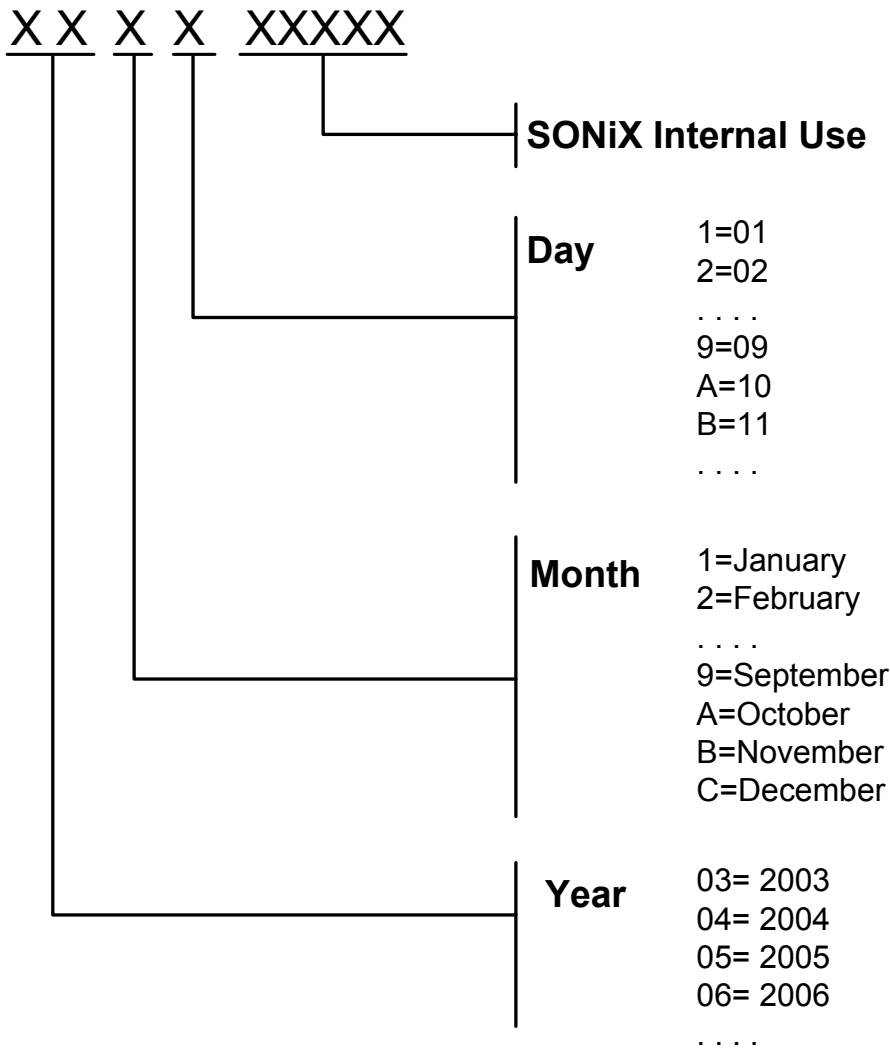 X X X X XXXXX
SONiX Internal Use
Day
1=01
2=02
. . . .
9=09
A=10
B=11
. . . .
Month
1=January
2=February
. . . .
9=September
A=October
B=November
C=December
Year
03= 2003
04= 2004
05= 2005
06= 2006
. . . .